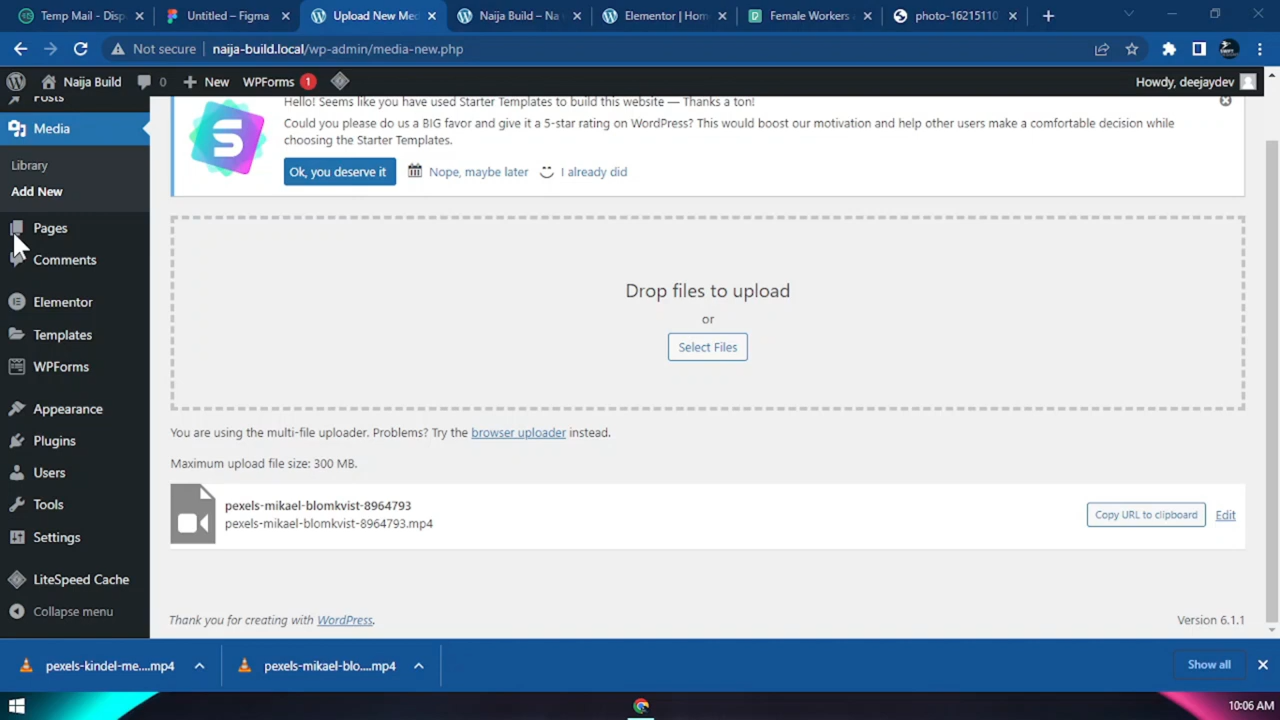 Temp Mail - Disp
Untitled – Figma
Upload New Med
Naija Build – Na
Elementor | Hom
Female Workers
photo-16215110
Not secure
naija-build.local/wp-admin/media-new.php
Naija Build
0
New
WPForms
1
Howdy, deejaydev
Posts
Media
Library
Add New
Pages
Comments
Elementor
Templates
WPForms
Appearance
Plugins
Users
Tools
Settings
LiteSpeed Cache
Collapse menu
Hello! Seems like you have used Starter Templates to build this website — Thanks a ton!
Could you please do us a BIG favor and give it a 5-star rating on WordPress? This would boost our motivation and help other users make a comfortable decision while
choosing the Starter Templates.
Ok, you deserve it
Nope, maybe later
I already did
Drop files to upload
or
Select Files
You are using the multi-file uploader. Problems? Try the browser uploader instead.
Maximum upload file size: 300 MB.
pexels-mikael-blomkvist-8964793
pexels-mikael-blomkvist-8964793.mp4
Copy URL to clipboard
Edit
Thank you for creating with WordPress.
Version 6.1.1
pexels-kindel-me....mp4
pexels-mikael-blo....mp4
Show all
10:06 AM